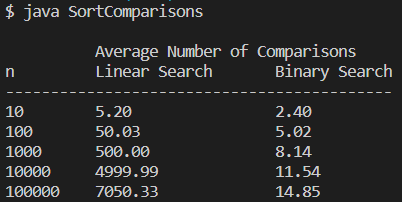 $ java SortComparisons
Average Number of Comparisons
n Linear Search Binary Search
-------------------------------------------
10 5.20 2.40
100 50.03 5.02
1000 500.00 8.14
10000 4999.99 11.54
100000 7050.33 14.85